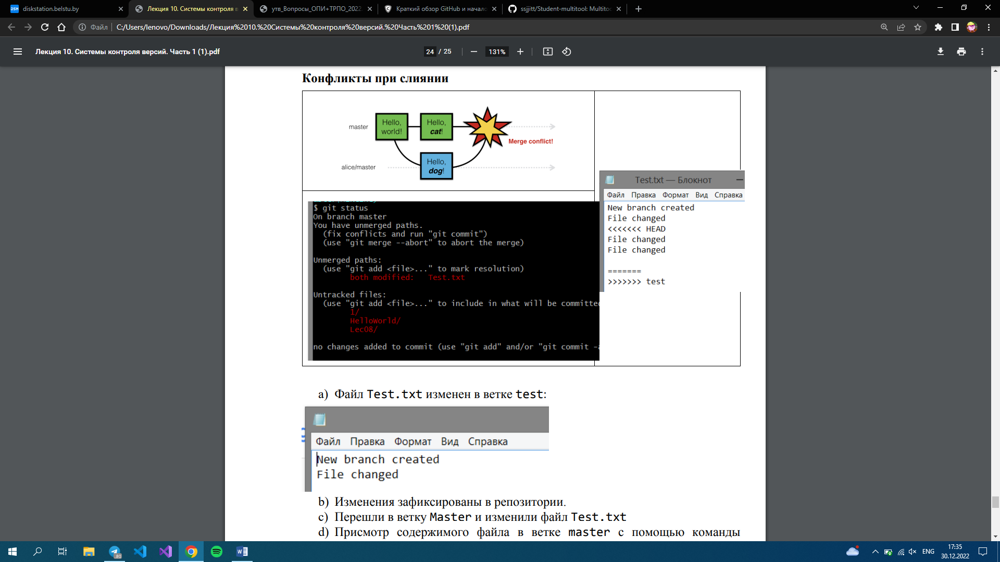 diskstation.belstu.by
Лекция 10. Системы контроля в
утв_Вопросы_ОПИ+ТРПО_2022
Краткий обзор GitHub и начало
ssjjitt/Student-multitool: Multitoo
Файл
C:/Users/lenovo/Downloads/Лекция%2010.%20Системы%20контроля%20версий.%20Часть%201%20(1).pdf
Лекция 10. Системы контроля версий. Часть 1 (1).pdf
24 / 25
131%
Конфликты при слиянии
master
Hello, world!
Hello, cat!
Merge conflict!
alice/master
Hello, dog!
$ git status
On branch master
You have unmerged paths.
(fix conflicts and run "git commit")
(use "git merge --abort" to abort the merge)
Unmerged paths:
(use "git add <file>..." to mark resolution)
both modified: Test.txt
Untracked files:
(use "git add <file>..." to include in what will be committe
1/
HelloWorld/
Lec08/
no changes added to commit (use "git add" and/or "git commit -a
Test.txt — Блокнот
Файл Правка Формат Вид Справка
New branch created
File changed
<<<<<<< HEAD
File changed
File changed
=======
>>>>>>> test
a) Файл Test.txt изменен в ветке test:
Файл Правка Формат Вид Справка
New branch created
File changed
b) Изменения зафиксированы в репозитории.
c) Перешли в ветку Master и изменили файл Test.txt
d) Присмотр содержимого файла в ветке master с помощью команды
80
ENG
17:35
30.12.2022